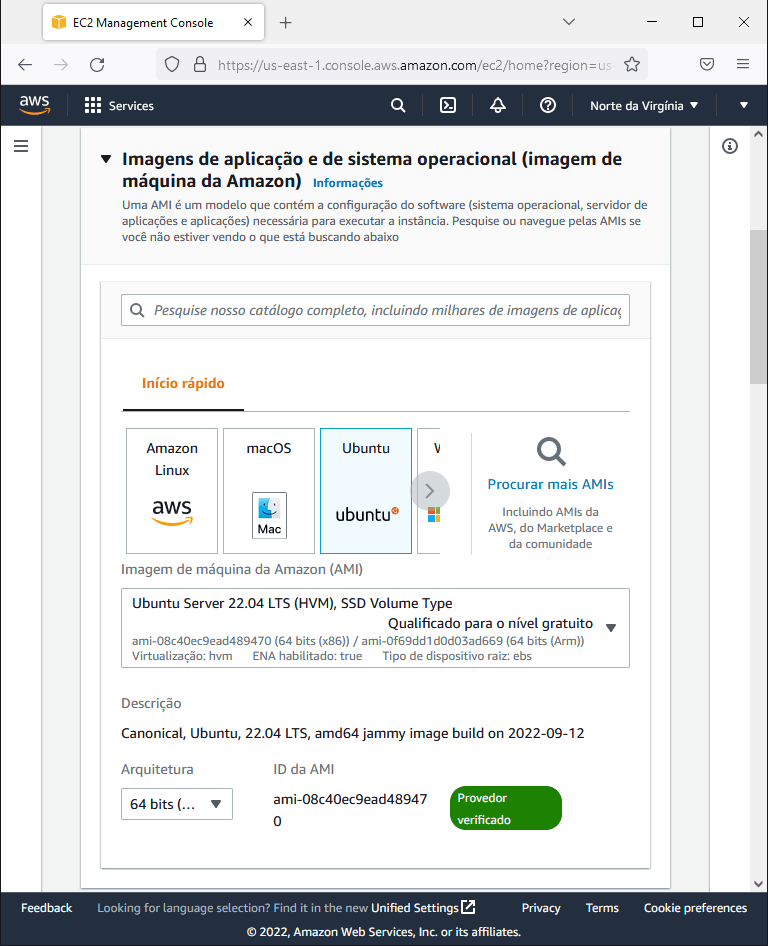 EC2 Management Console
https://us-east-1.console.aws.amazon.com/ec2/home?region=us-
aws
Services
Norte da Virgínia
Imagens de aplicação e de sistema operacional (imagem de
máquina da Amazon) Informações
Uma AMI é um modelo que contém a configuração do software (sistema operacional, servidor de
aplicações e aplicações) necessária para executar a instância. Pesquise ou navegue pelas AMIs se
você não estiver vendo o que está buscando abaixo
Pesquise nosso catálogo completo, incluindo milhares de imagens de aplicaç
Início rápido
Amazon
Linux
aws
macOS
Mac
Ubuntu
ubuntu
Procurar mais AMIs
Incluindo AMIs da
AWS, do Marketplace e
da comunidade
Imagem de máquina da Amazon (AMI)
Ubuntu Server 22.04 LTS (HVM), SSD Volume Type
Qualificado para o nível gratuito
ami-08c40ec9ead489470 (64 bits (x86)) / ami-0f69dd1d0d03ad669 (64 bits (Arm))
Virtualização: hvm ENA habilitado: true Tipo de dispositivo raiz: ebs
Descrição
Canonical, Ubuntu, 22.04 LTS, amd64 jammy image build on 2022-09-12
Arquitetura
64 bits (...
ID da AMI
ami-08c40ec9ead48947
0
Provedor
verificado
Feedback Looking for language selection? Find it in the new Unified Settings Privacy Terms Cookie preferences
© 2022, Amazon Web Services, Inc. or its affiliates.